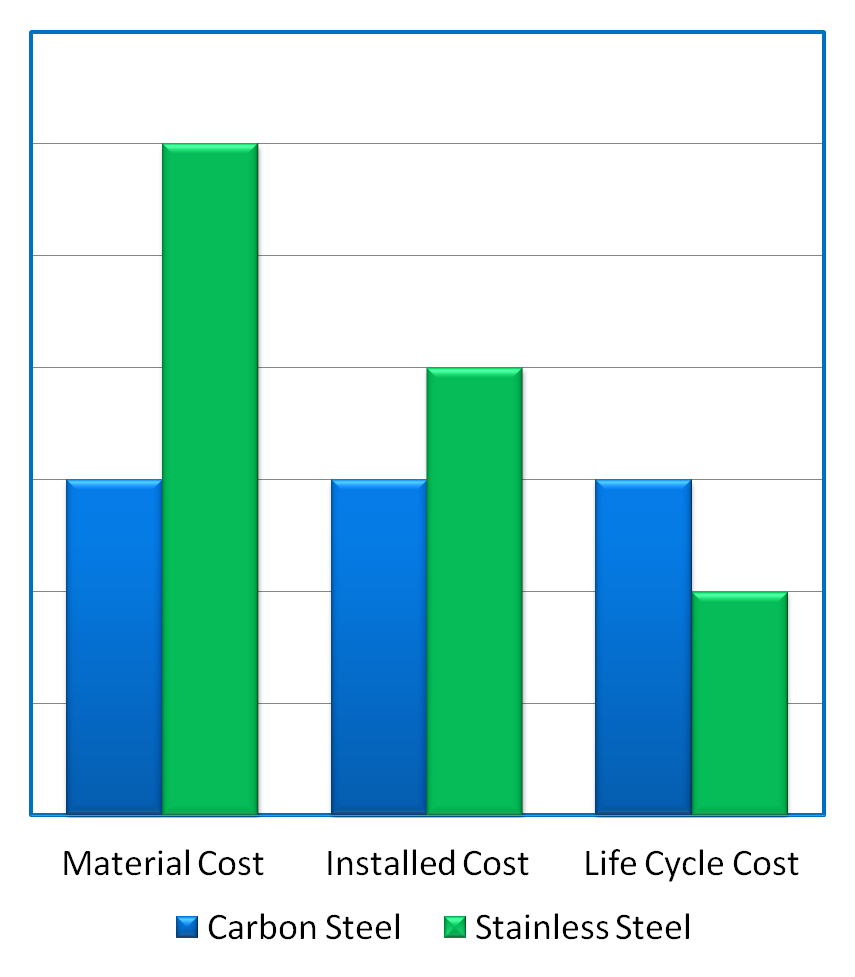 Material Cost Installed Cost Life Cycle Cost
Carbon Steel Stainless Steel